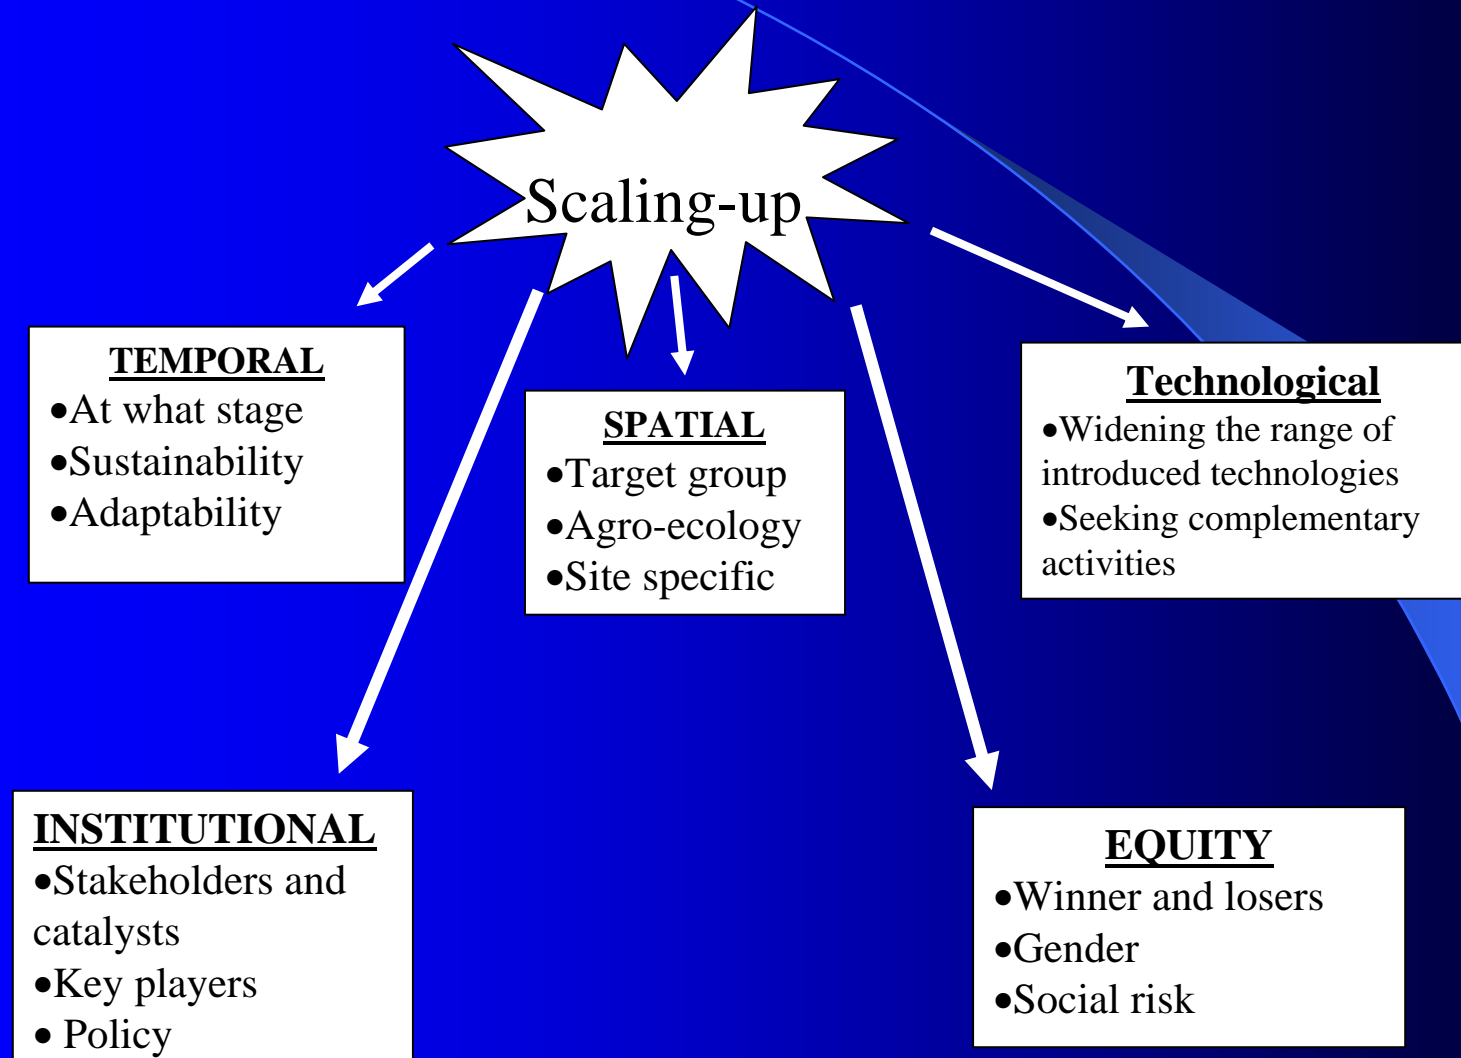 Scaling-up
TEMPORAL
•At what stage
•Sustainability
•Adaptability
SPATIAL
•Target group
•Agro-ecology
•Site specific
Technological
•Widening the range of
introduced technologies
•Seeking complementary
activities
INSTITUTIONAL
•Stakeholders and
catalysts
•Key players
• Policy
EQUITY
•Winner and losers
•Gender
•Social risk